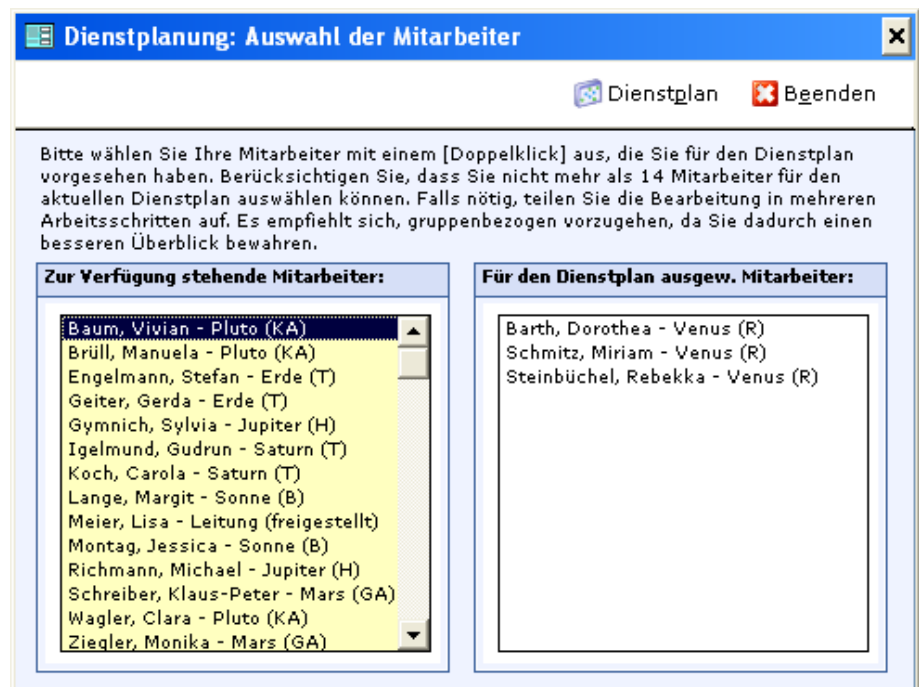 Dienstplanung: Auswahl der Mitarbeiter
Dienstplan Beenden
Bitte wählen Sie Ihre Mitarbeiter mit einem [Doppelklick] aus, die Sie für den Dienstplan
vorgesehen haben. Berücksichtigen Sie, dass Sie nicht mehr als 14 Mitarbeiter für den
aktuellen Dienstplan auswählen können. Falls nötig, teilen Sie die Bearbeitung in mehreren
Arbeitsschritten auf. Es empfiehlt sich, gruppenbezogen vorzugehen, da Sie dadurch einen
besseren Überblick bewahren.
Zur Verfügung stehende Mitarbeiter:
Baum, Vivian - Pluto (KA)
Brüll, Manuela - Pluto (KA)
Engelmann, Stefan - Erde (T)
Geiter, Gerda - Erde (T)
Gymnich, Sylvia - Jupiter (H)
Igelmund, Gudrun - Saturn (T)
Koch, Carola - Saturn (T)
Lange, Margit - Sonne (B)
Meier, Lisa - Leitung (freigestellt)
Montag, Jessica - Sonne (B)
Richmann, Michael - Jupiter (H)
Schreiber, Klaus-Peter - Mars (GA)
Wagler, Clara - Pluto (KA)
Ziegler, Monika - Mars (GA)
Für den Dienstplan ausgew. Mitarbeiter:
Barth, Dorothea - Venus (R)
Schmitz, Miriam - Venus (R)
Steinbüchel, Rebekka - Venus (R)